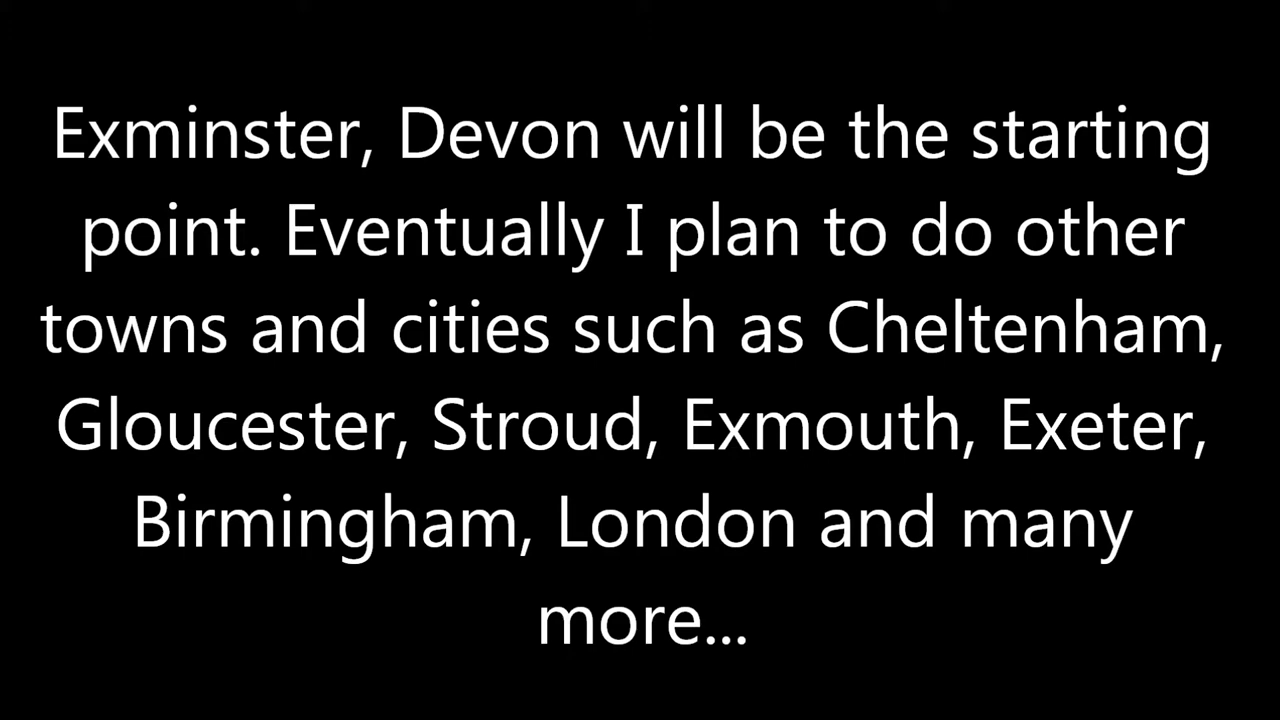 Exminster, Devon will be the starting
point. Eventually I plan to do other
towns and cities such as Cheltenham,
Gloucester, Stroud, Exmouth, Exeter,
Birmingham, London and many
more...